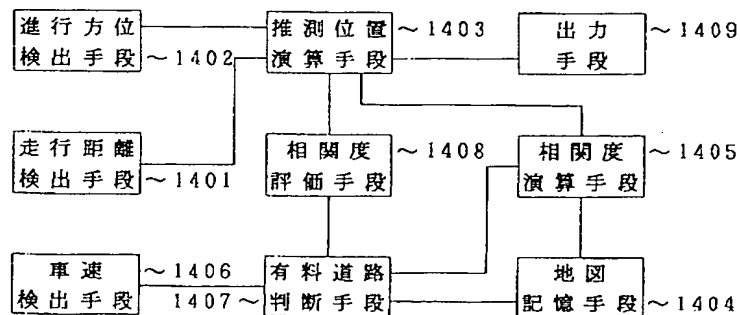 進行方位
検出手段
~1402
推測位置
演算手段
~1403
出力
手段
~1409
走行距離
検出手段
~1401
相関度
評価手段
~1408
相関度
演算手段
~1405
車速
検出手段
~1406
有料道路
判断手段
1407~
地図
記憶手段
~1404